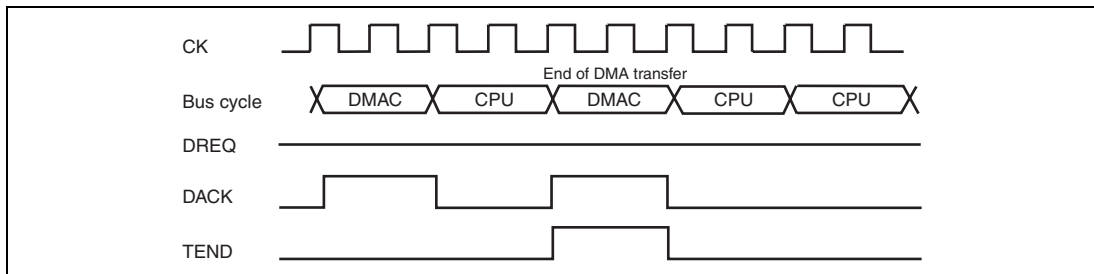 CK
End of DMA transfer
Bus cycle DMAC CPU DMAC CPU CPU
DREQ
DACK
TEND